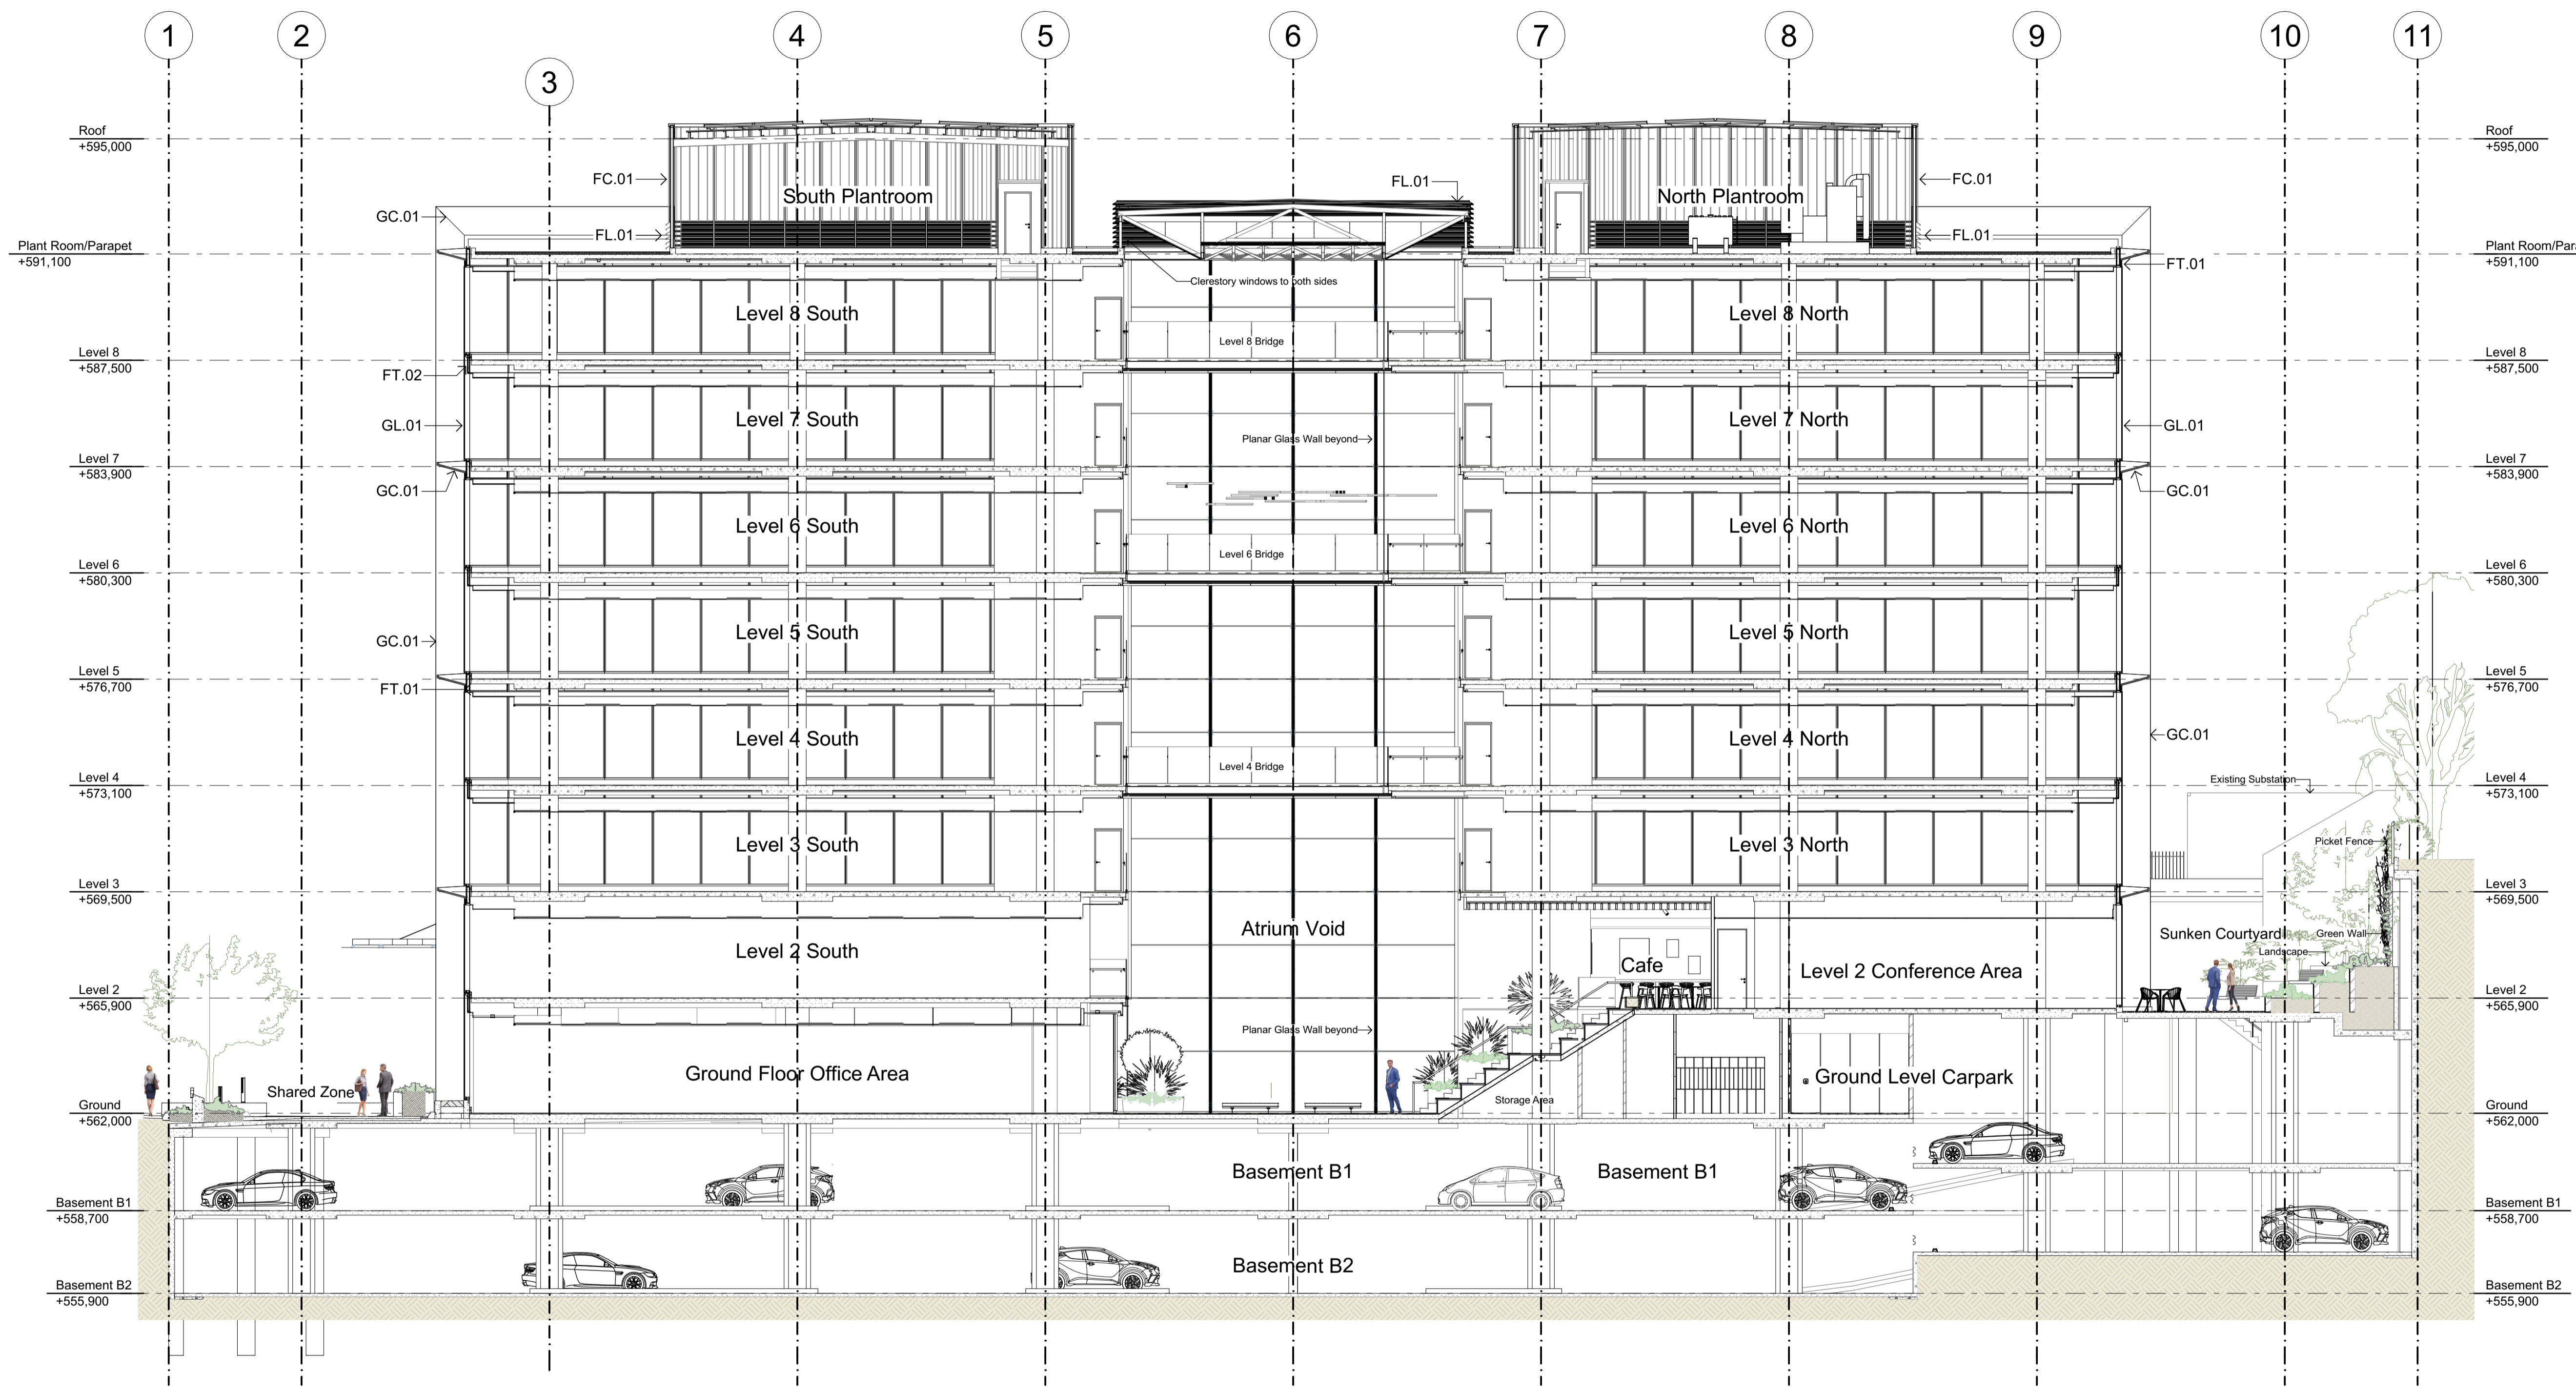 1
2
3
4
5
6
7
8
9
10
11
Roof
+595,000
Roof
+595,000
FC.01
South Plantroom
FL.01
North Plantroom
FC.01
GC.01
FL.01
FL.01
Plant Room/Parapet
+591,100
Plant Room/Par
+591,100
FT.01
Clerestory windows to both sides
Level 8 South
Level 8 North
Level 8 Bridge
Level 8
+587,500
Level 8
+587,500
FT.02
GL.01
Level 7 South
Planar Glass Wall beyond
Level 7 North
GL.01
Level 7
+583,900
Level 7
+583,900
GC.01
GC.01
Level 6 South
Level 6 North
Level 6 Bridge
Level 6
+580,300
Level 6
+580,300
GC.01
Level 5 South
Level 5 North
Level 5
+576,700
Level 5
+576,700
FT.01
Level 4 South
Level 4 North
GC.01
Level 4 Bridge
Level 4
+573,100
Existing Substation
Level 4
+573,100
Level 3 South
Level 3 North
Picket Fence
Level 3
+569,500
Level 3
+569,500
Atrium Void
Level 2 South
Cafe
Level 2 Conference Area
Sunken Courtyard
Green Wall
Landscape
Level 2
+565,900
Level 2
+565,900
Planar Glass Wall beyond
Ground Floor Office Area
Ground Level Carpark
Shared Zone
Storage Area
Ground
+562,000
Ground
+562,000
Basement B1
Basement B1
Basement B1
+558,700
Basement B1
+558,700
Basement B2
Basement B2
+555,900
Basement B2
+555,900